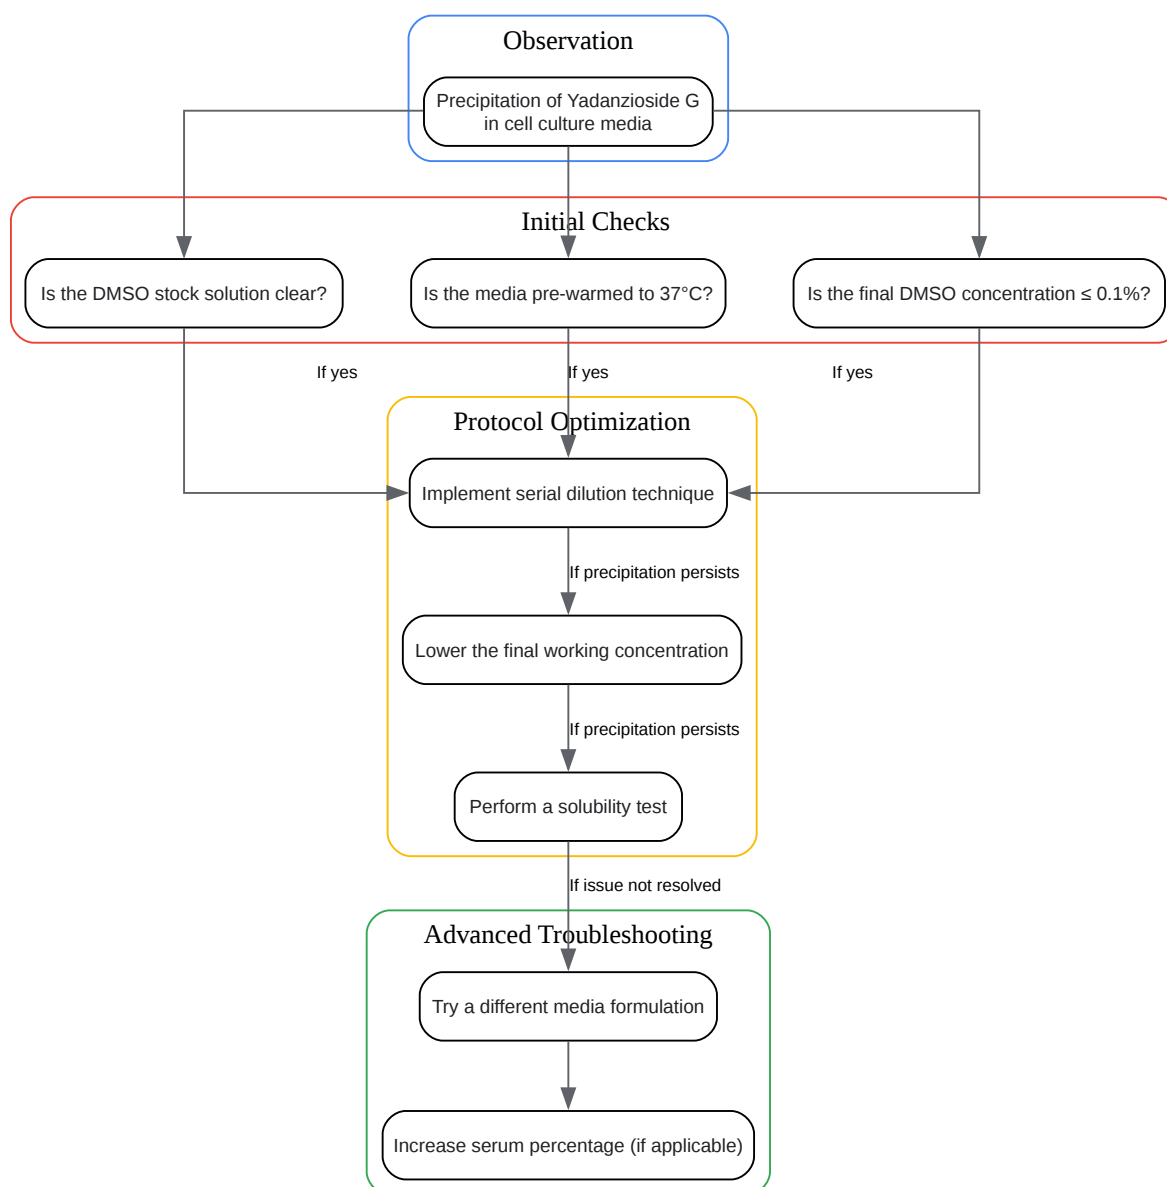 Observation
Precipitation of Yadanzioside G
in cell culture media
Initial Checks
Is the DMSO stock solution clear?
Is the media pre-warmed to 37°C?
Is the final DMSO concentration ≤ 0.1%?
If yes
If yes
If yes
Protocol Optimization
Implement serial dilution technique
If precipitation persists
Lower the final working concentration
If precipitation persists
Perform a solubility test
If issue not resolved
Advanced Troubleshooting
Try a different media formulation
Increase serum percentage (if applicable)